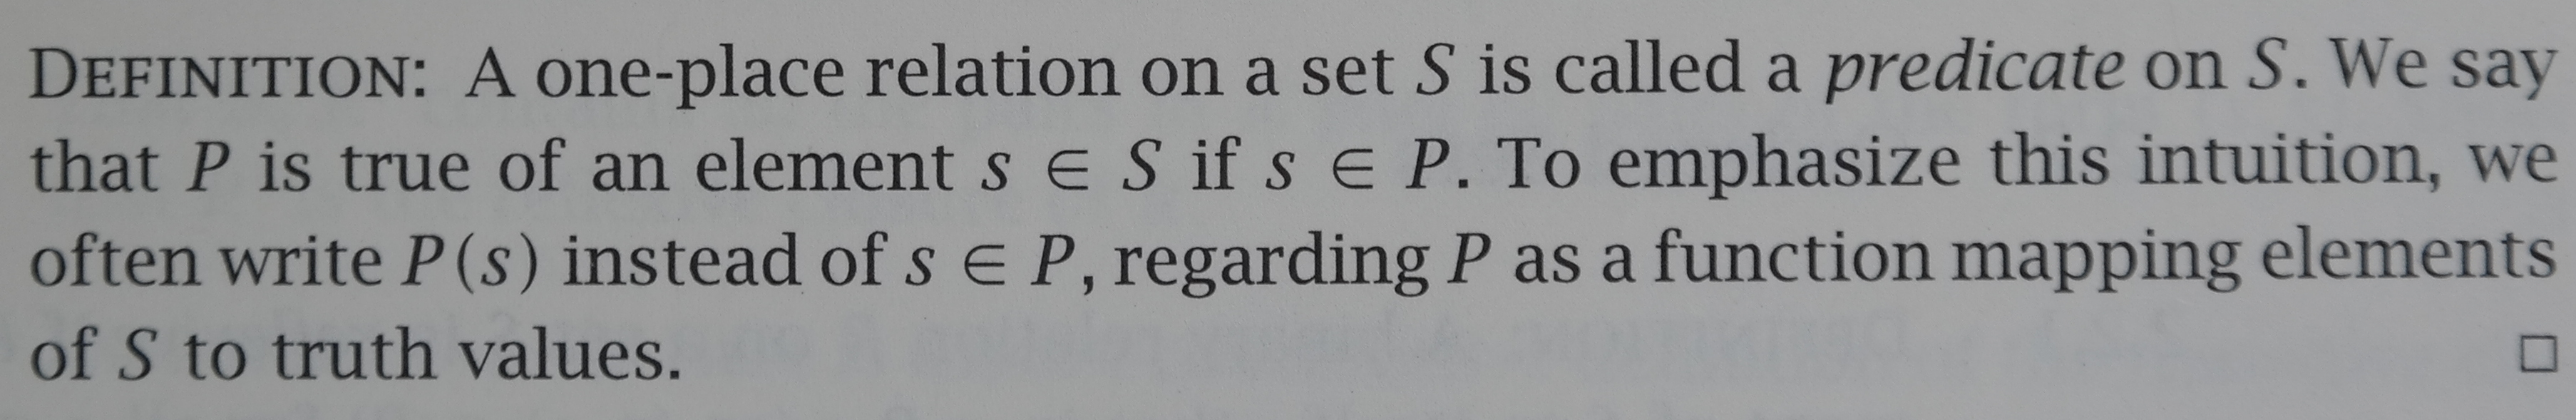 DEFINITION: A one-place relation on a set S is called a predicate on S. We say
that P is true of an element s ∈ S if s ∈ P. To emphasize this intuition, we
often write P(s) instead of s ∈ P, regarding P as a function mapping elements
of S to truth values. □